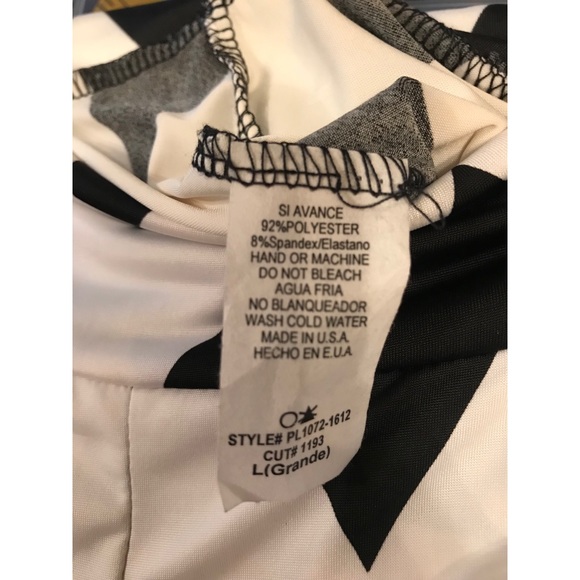 SI AVANCE
92%POLYESTER
8%Spandex/Elastano
HAND OR MACHINE
DO NOT BLEACH
AGUA FRIA
NO BLANQUEADOR
WASH COLD WATER
MADE IN U.S.A.
HECHO EN E.U.A
STYLE# PL1072-1612
CUT# 1193
L(Grande)